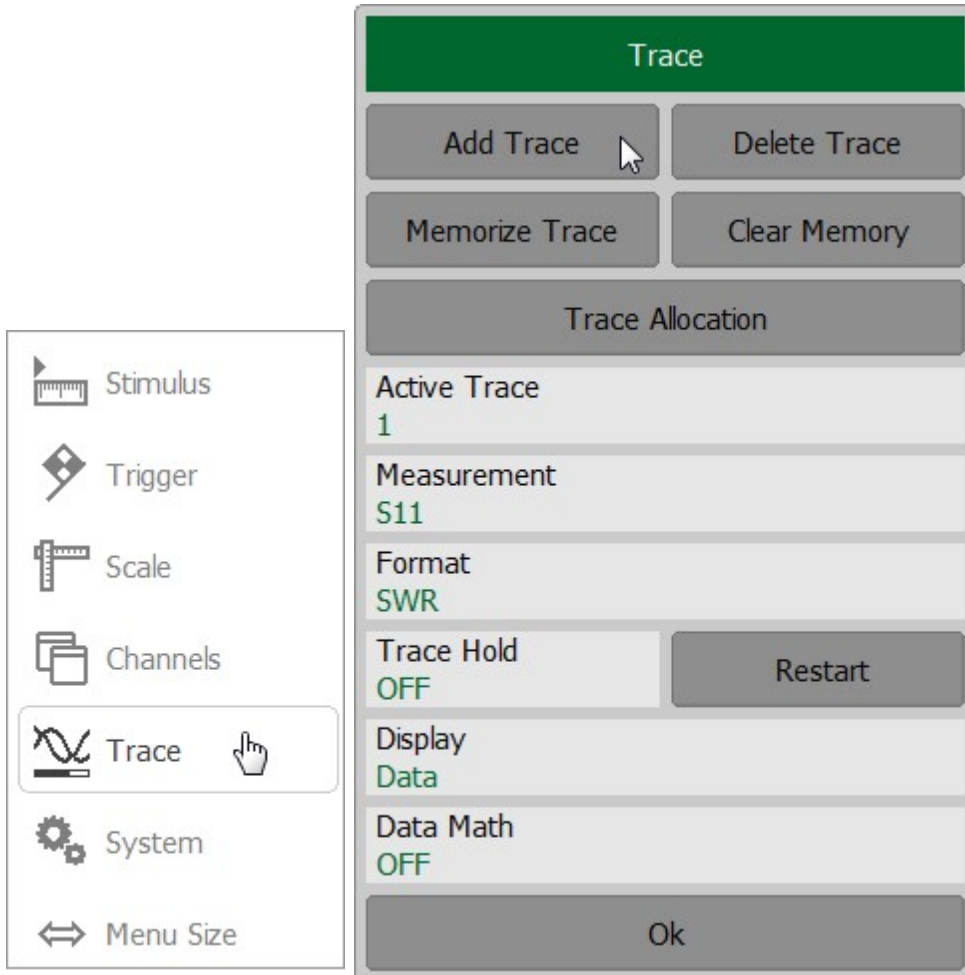 Stimulus
Trigger
Scale
Channels
Trace
System
Menu Size
Trace
Add Trace
Delete Trace
Memorize Trace
Clear Memory
Trace Allocation
Active Trace
1
Measurement
S11
Format
SWR
Trace Hold
OFF
Restart
Display
Data
Data Math
OFF
Ok